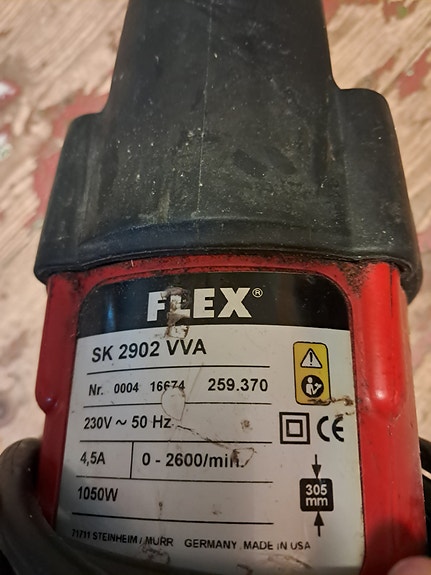 FLEX®
SK 2902 VVA
Nr. 0004 16674 259.370
230V ~ 50 Hz
4,5A 0 - 2600/min.
1050W
305
mm
71711 STEINHEIM / MURR GERMANY MADE IN USA
CE